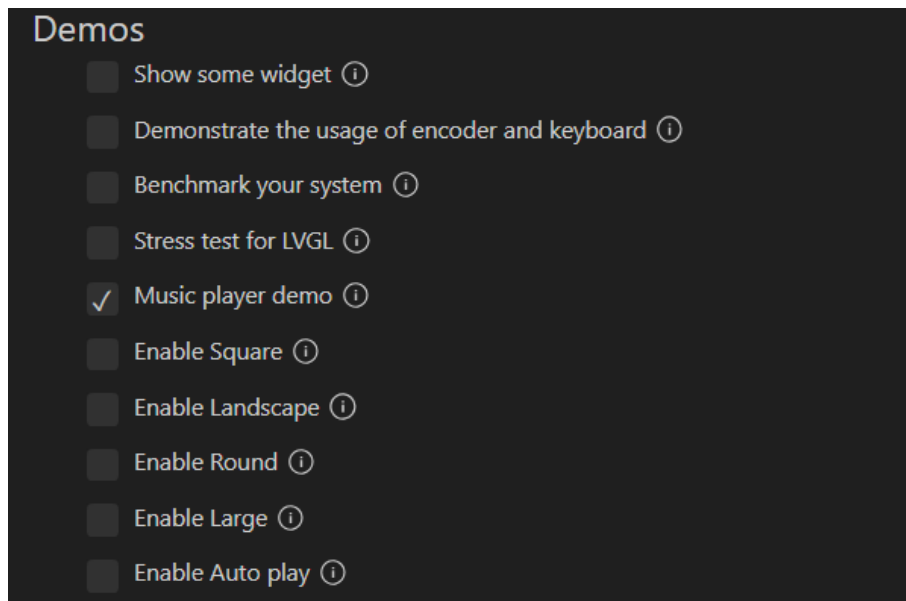 Demos
Show some widget
Demonstrate the usage of encoder and keyboard
Benchmark your system
Stress test for LVGL
Music player demo
Enable Square
Enable Landscape
Enable Round
Enable Large
Enable Auto play